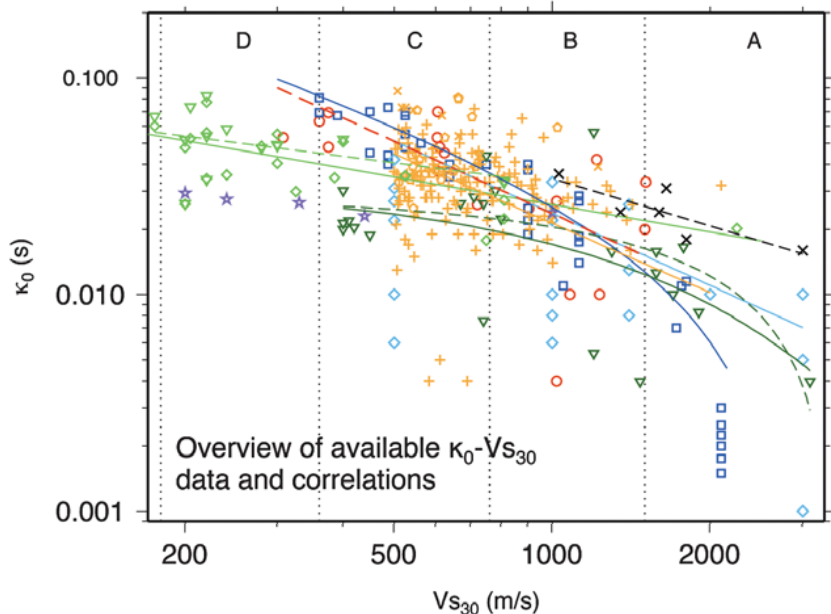 D C B A
0.100
0.010
0.001
κ₀ (s)
Overview of available κ₀-Vs₃₀
data and correlations
200 500 1000 2000
Vs₃₀ (m/s)